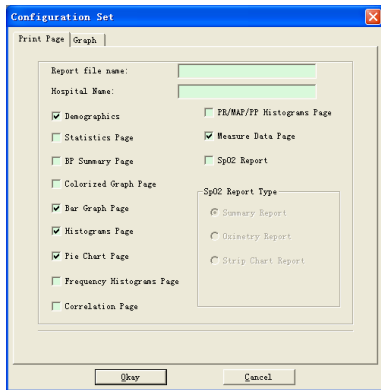 Configuration Set
Print Page
Graph
Report file name:
Hospital Name:
Demographics
Statistics Page
BP Summary Page
Colorized Graph Page
Bar Graph Page
Histograms Page
Pie Chart Page
Frequency Histograms Page
Correlation Page
PR/MAP/PP Histograms Page
Measure Data Page
SpO2 Report
SpO2 Report Type
Summary Report
Oximetry Report
Strip Chart Report
Okay
Cancel